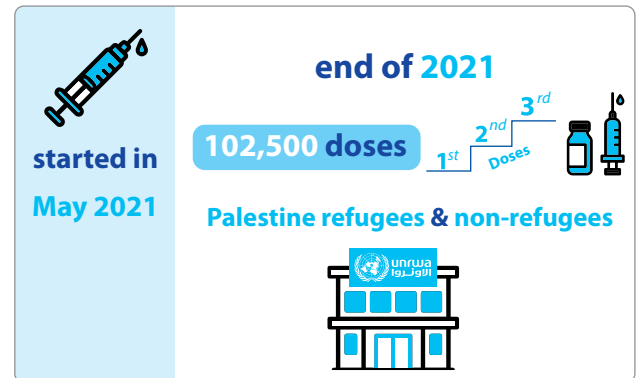 started in
May 2021
end of 2021
102,500 doses
1st
2nd
3rd
Doses
Palestine refugees & non-refugees
unrwa
الاونروا